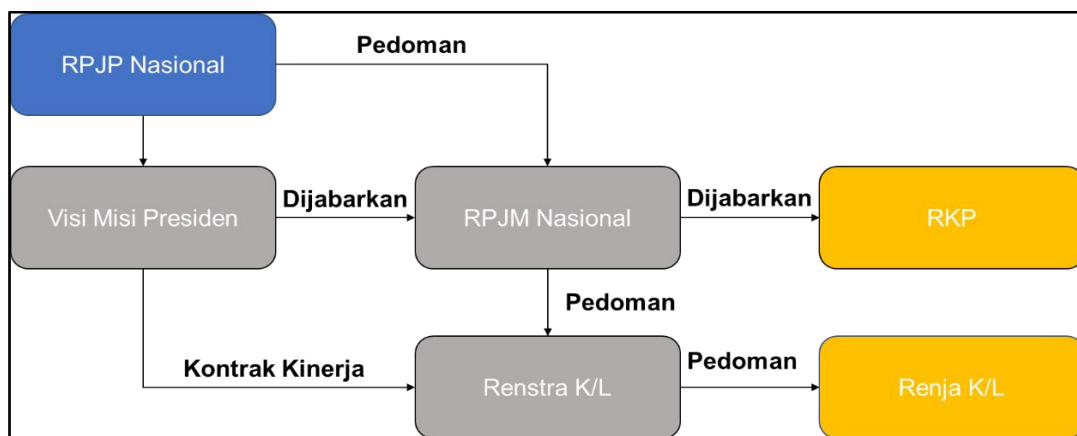 Pedoman
RPJP Nasional
Visi Misi Presiden
Dijabarkan
RPJM Nasional
Dijabarkan
RKP
Pedoman
Kontrak Kinerja
Renstra K/L
Pedoman
Renja K/L